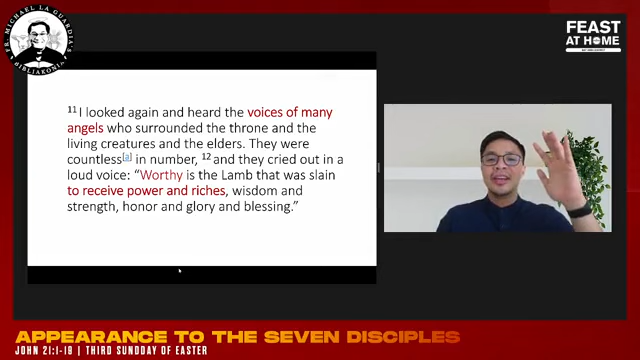 FR. MICHAEL LA GUARDIA'S
BIBLIAKONIA
FEAST
AT HOME
¹¹ I looked again and heard the voices of many
angels who surrounded the throne and the
living creatures and the elders. They were
countless[a] in number, ¹² and they cried out in a
loud voice: “Worthy is the Lamb that was slain
to receive power and riches, wisdom and
strength, honor and glory and blessing.”
APPEARANCE TO THE SEVEN DISCIPLES
JOHN 21:1-19 | THIRD SUNDDAY OF EASTER